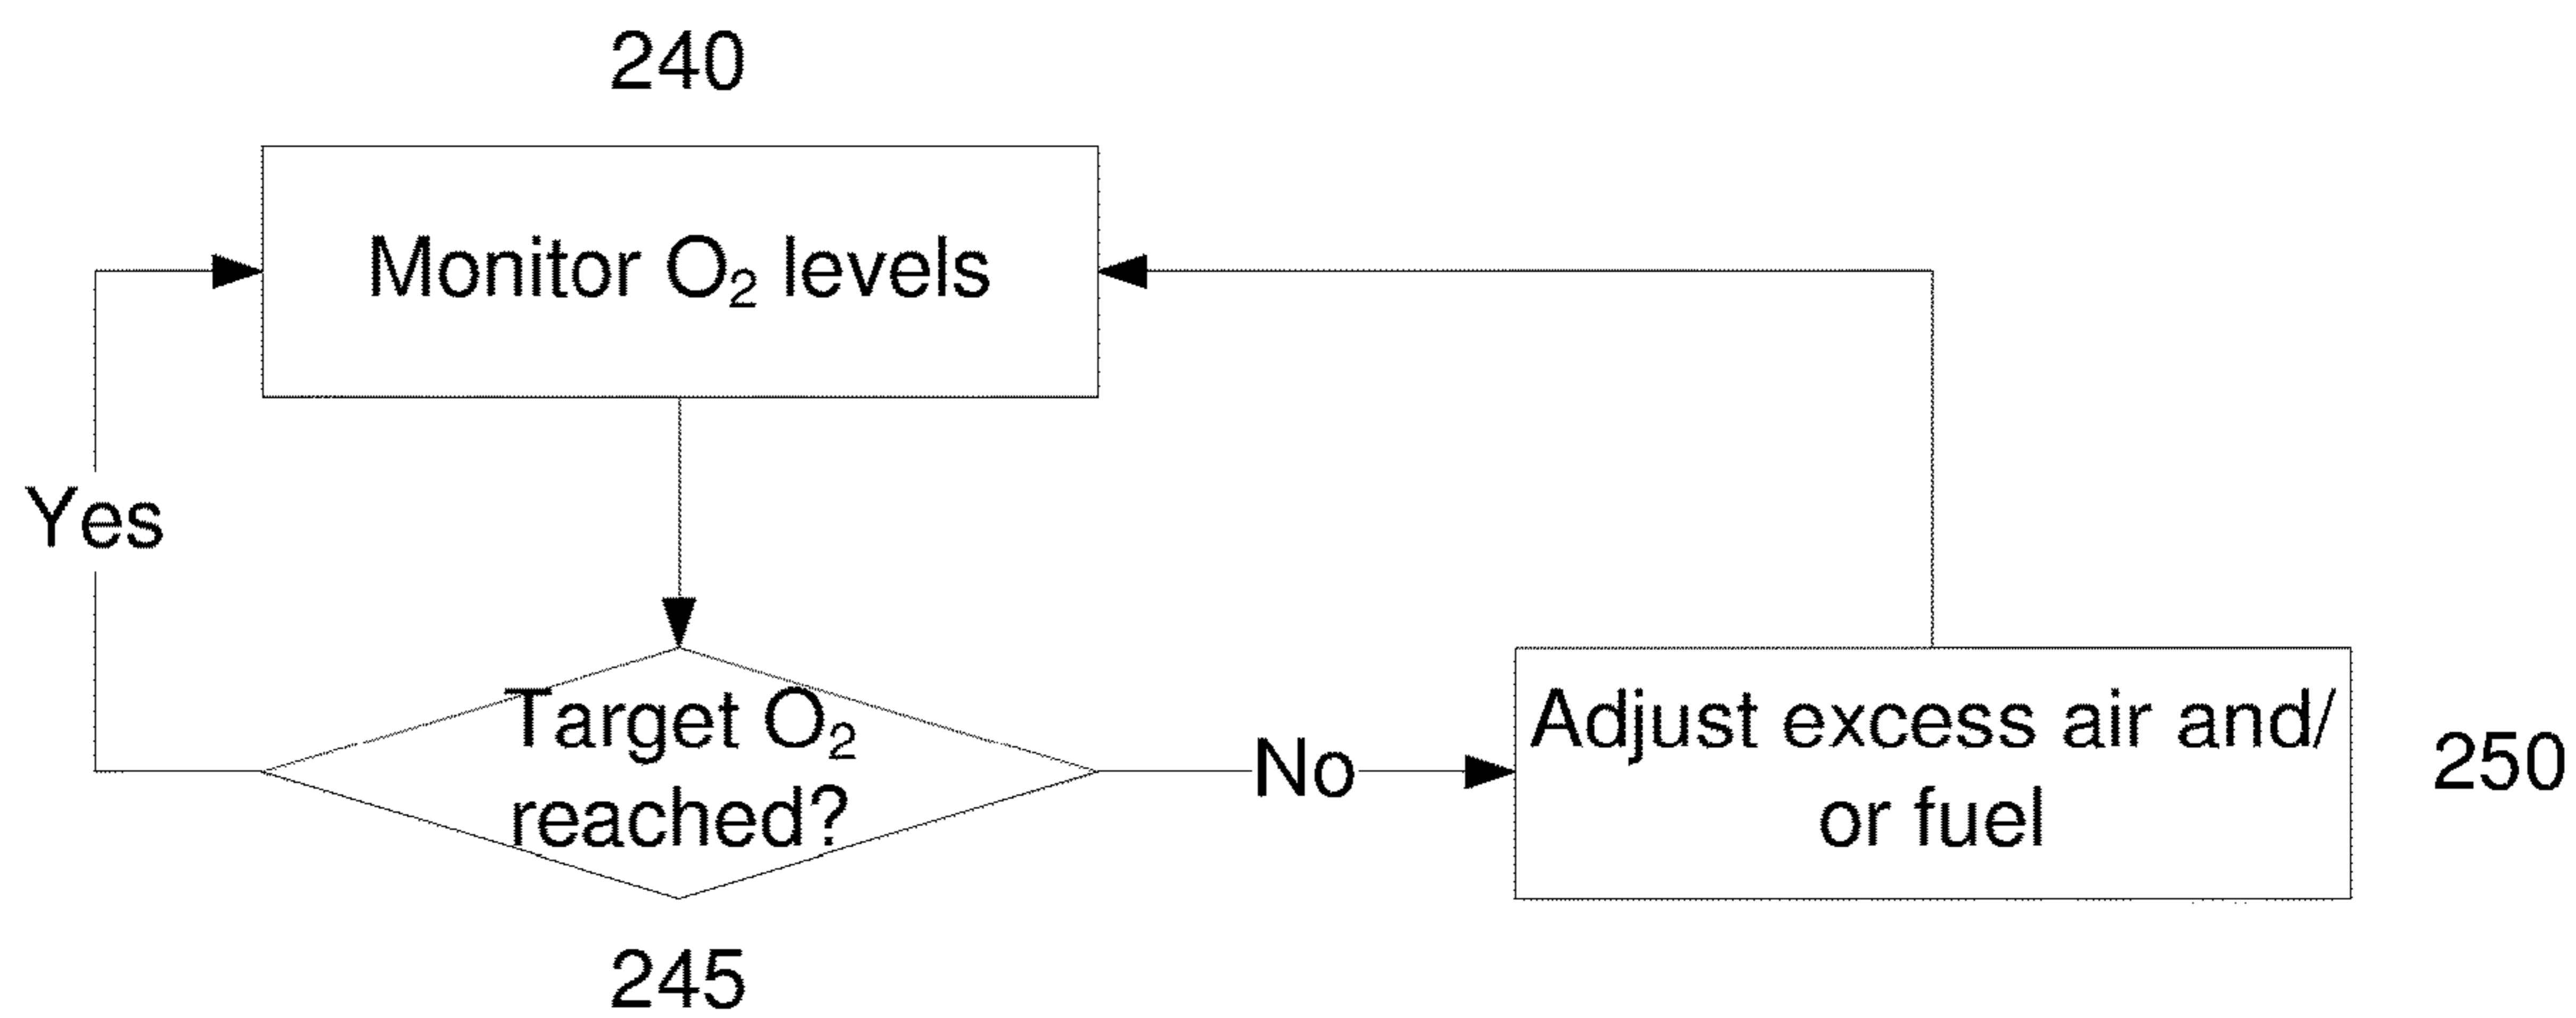 240
Monitor O₂ levels
Yes
Target O₂
reached?
No
Adjust excess air and/
or fuel
250
245